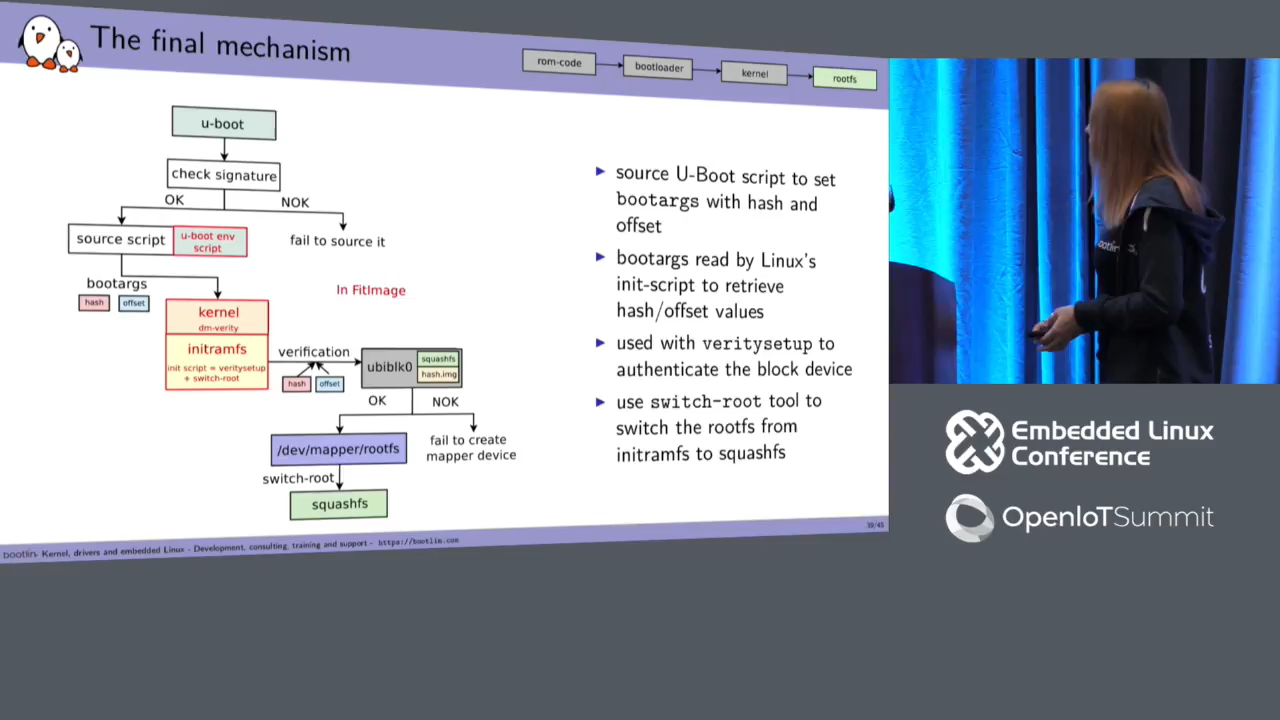 The final mechanism
rom-code
bootloader
kernel
rootfs
u-boot
check signature
OK
NOK
source script
u-boot env
script
fail to source it
bootargs
hash
offset
In FitImage
kernel
dm-verity
initramfs
init script = veritysetup
+ switch-root
verification
hash
offset
ubiblk0
squashfs
hash.img
OK
NOK
/dev/mapper/rootfs
fail to create
mapper device
switch-root
squashfs
source U-Boot script to set
bootargs with hash and
offset
bootargs read by Linux's
init-script to retrieve
hash/offset values
used with veritysetup to
authenticate the block device
use switch-root tool to
switch the rootfs from
initramfs to squashfs
39/45
bootlin- Kernel, drivers and embedded Linux - Development, consulting, training and support - https://bootlin.com
Embedded Linux
Conference
OpenIoTSummit